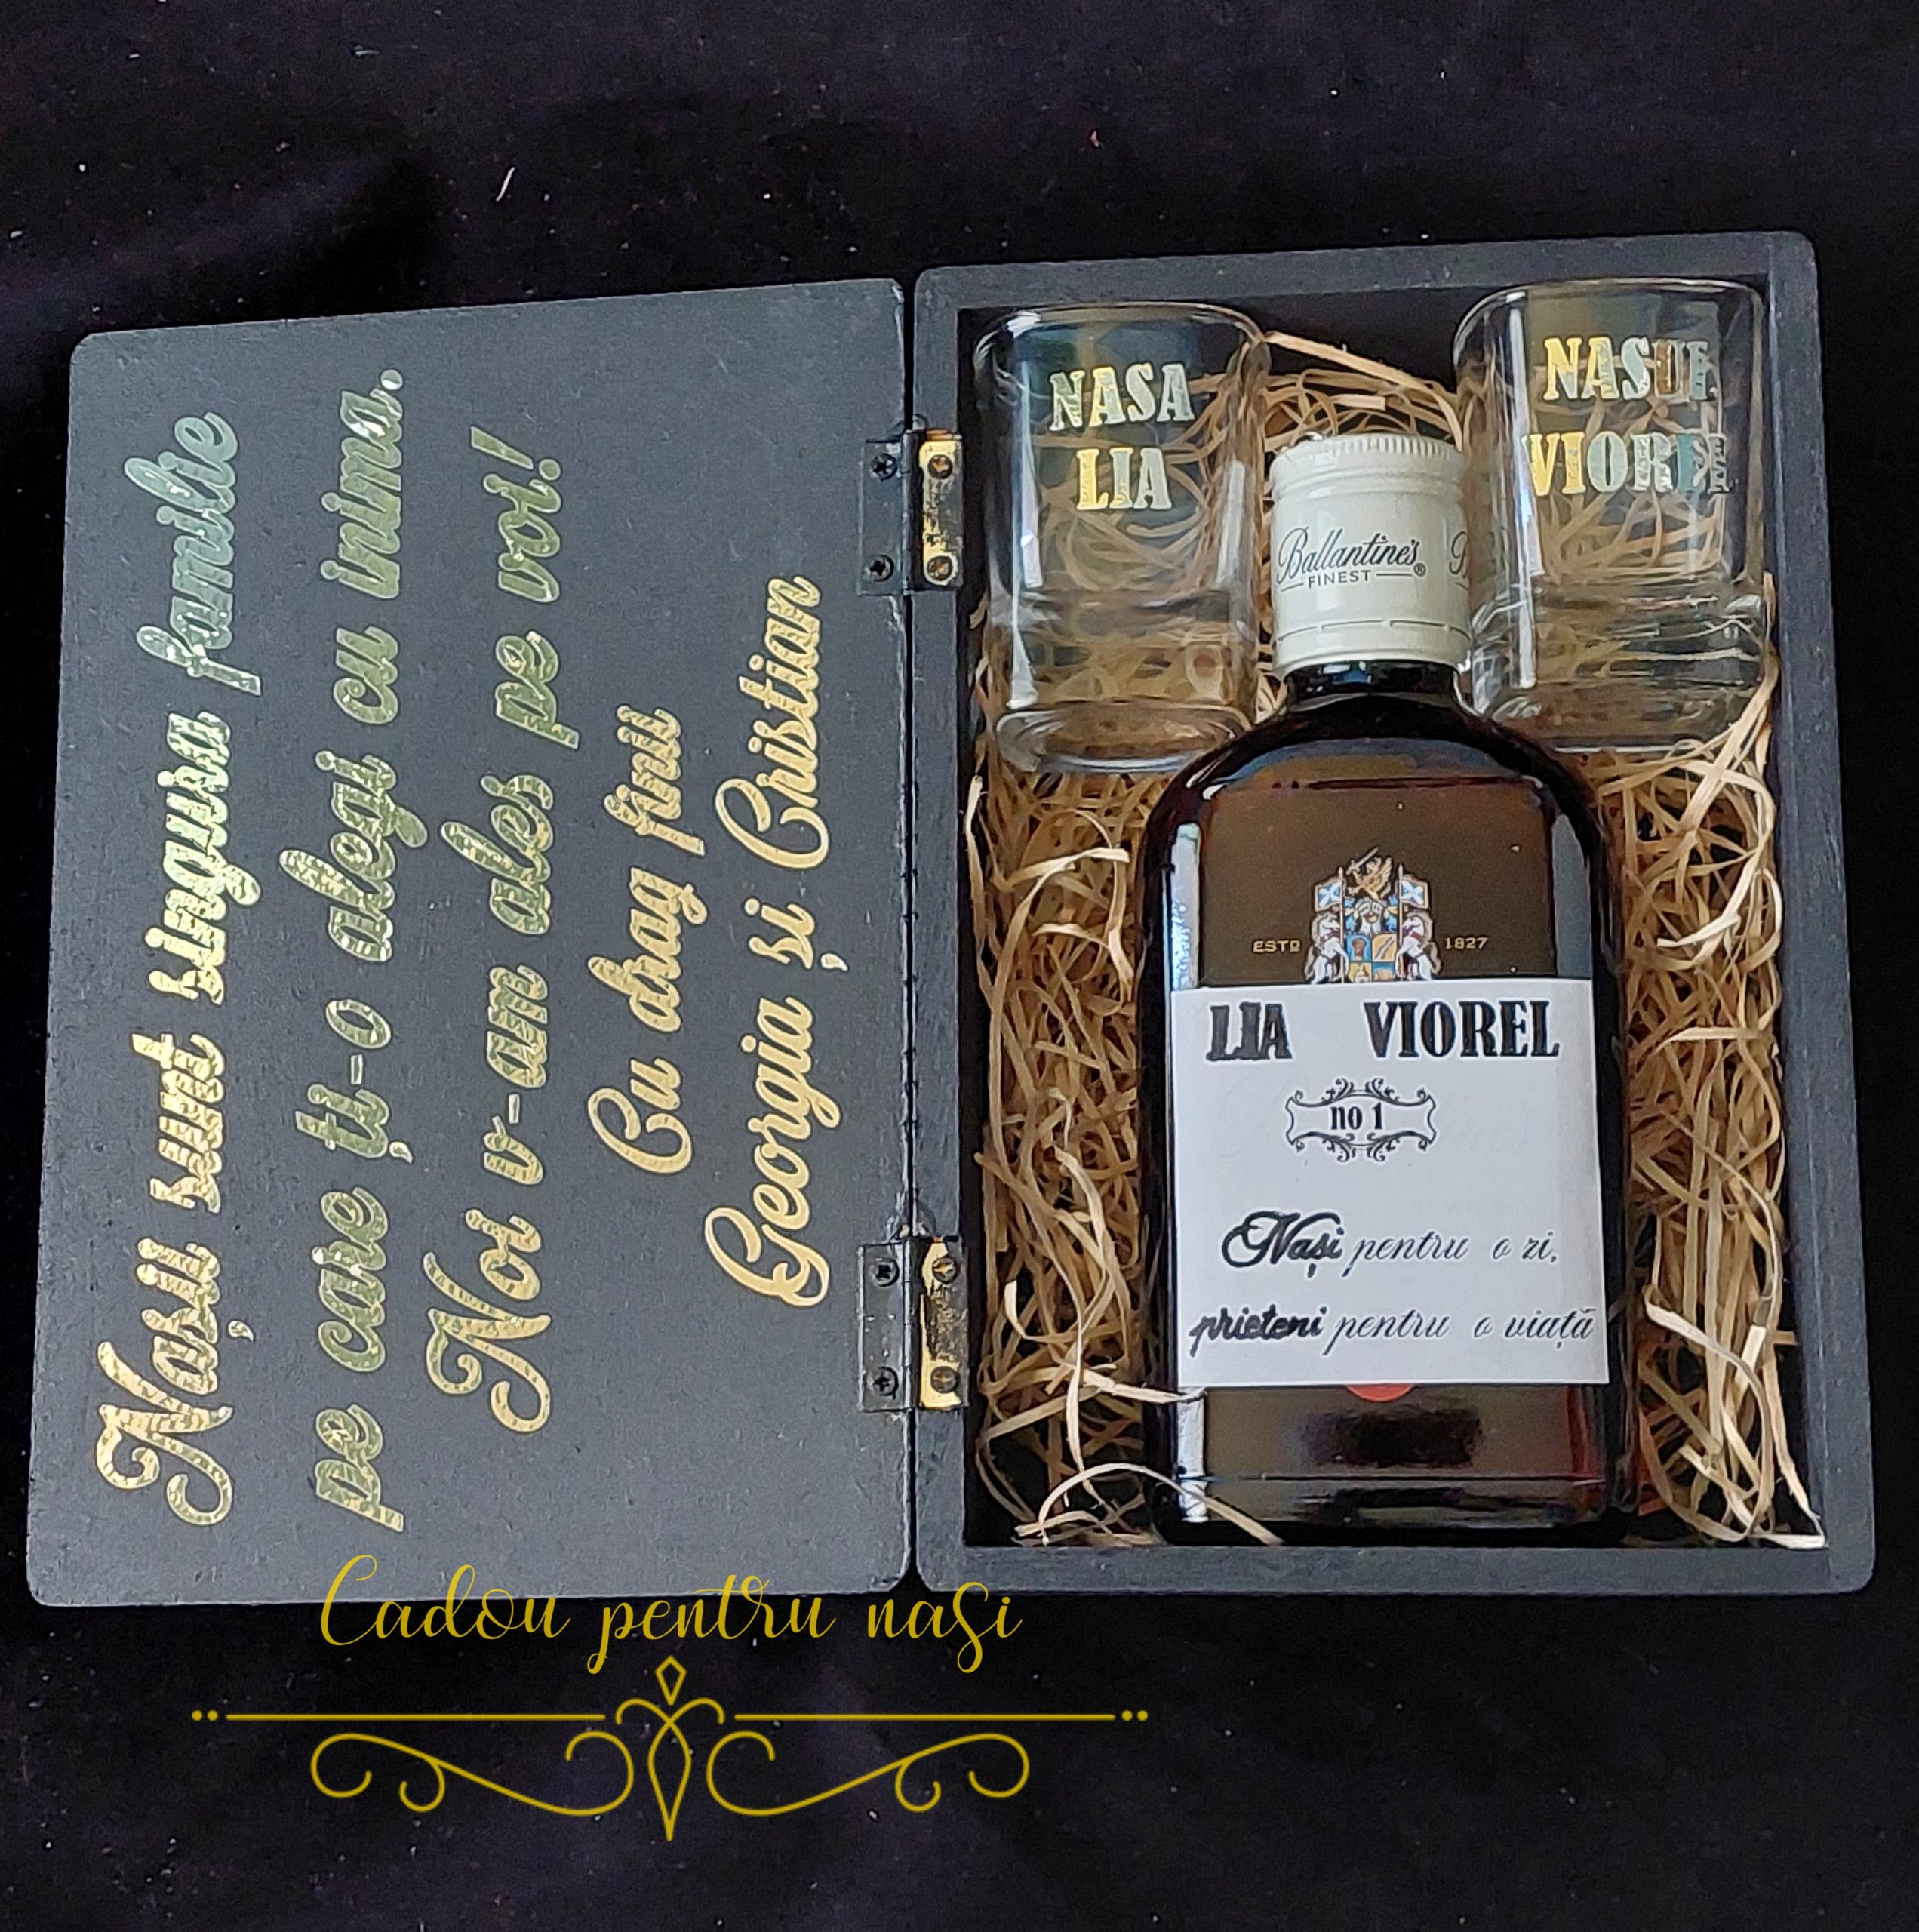 Nașii sunt singura familie
pe care ți-o alegi cu inima.
Noi v-am ales pe voi!
Cu drag finii
Georgia și Cristian
NASA
LIA
NASUL
VIOREL
Ballantine's
FINEST
ESTD 1827
LIA VIOREL
no 1
Nași pentru o zi,
prieteni pentru o viață
Cadou pentru nași